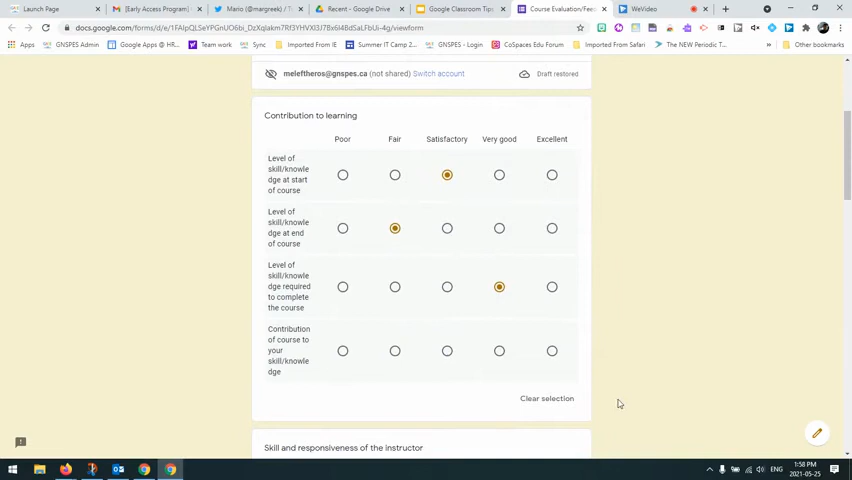 Launch Page
[Early Access Program]
Mario (@margreek) / T
Recent - Google Drive
Google Classroom Tips
Course Evaluation/Fee
WeVideo
docs.google.com/forms/d/e/
viewform
Apps
GNSPES Admin
Google Apps @ HR...
Team work
Sync
Imported From IE
Summer IT Camp 2...
GNSPES - Login
CoSpaces Edu Forum
Imported From Safari
The NEW Periodic T...
Other bookmarks
meleftheros@gnspes.ca (not shared) Switch account
Draft restored
Contribution to learning
Poor Fair Satisfactory Very good Excellent
Level of
skill/knowle
dge at start
of course
Level of
skill/knowle
dge at end
of course
Level of
skill/knowle
dge required
to complete
the course
Contribution
of course to
your
skill/knowle
dge
Clear selection
Skill and responsiveness of the instructor
ENG
1:58 PM
2021-05-25